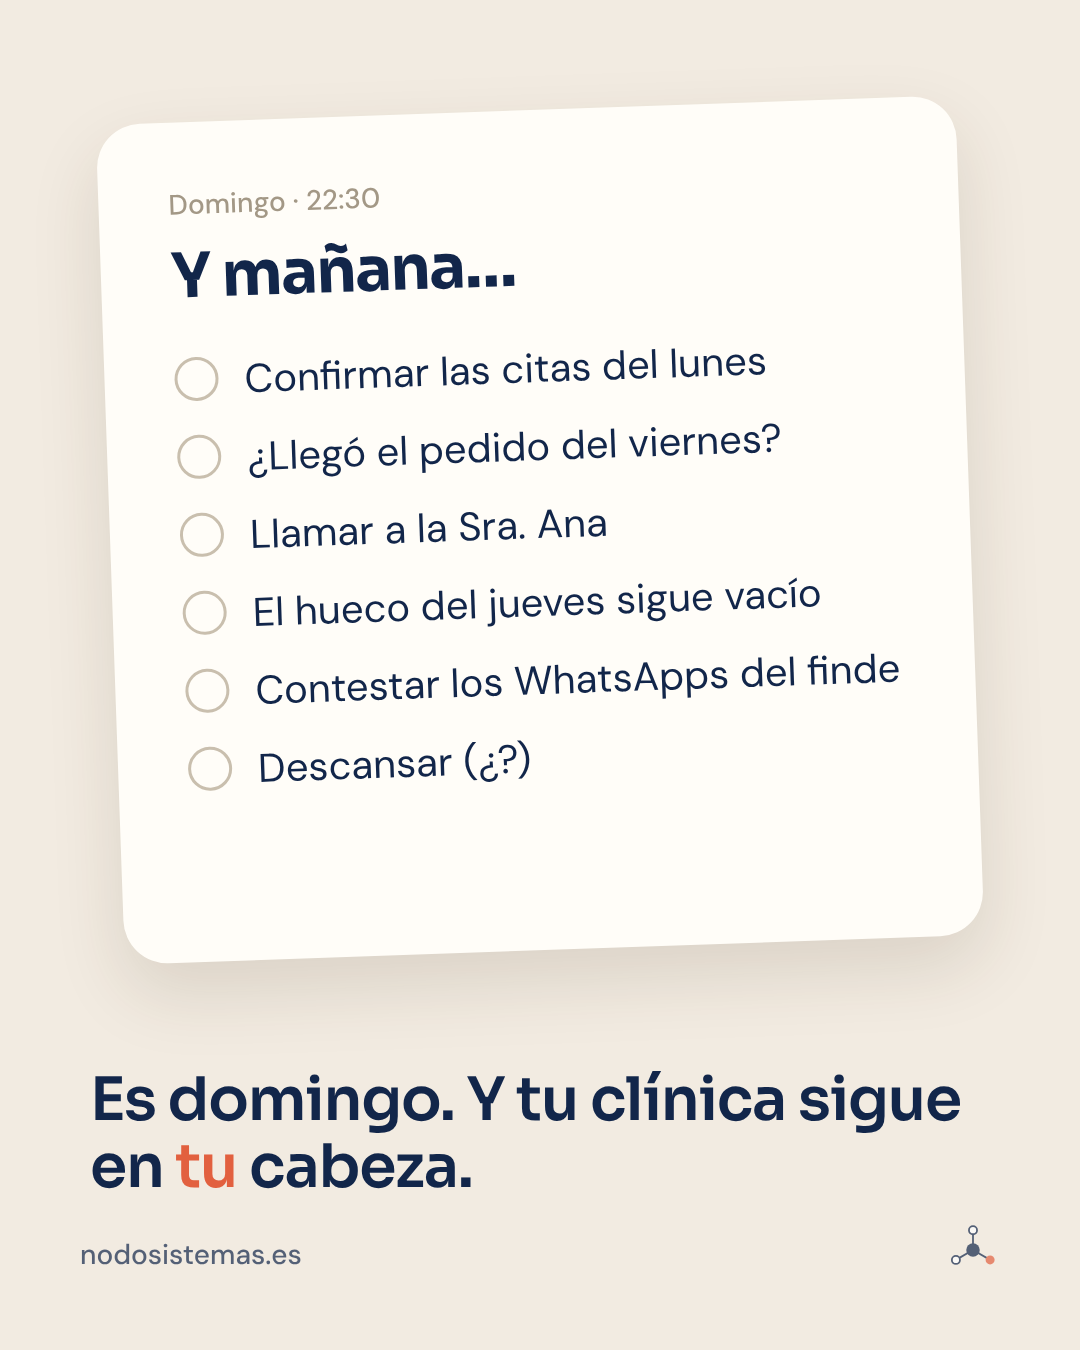 Domingo · 22:30
Y mañana...
Confirmar las citas del lunes
¿Llegó el pedido del viernes?
Llamar a la Sra. Ana
El hueco del jueves sigue vacío
Contestar los WhatsApps del finde
Descansar (¿?)
Es domingo. Y tu clínica sigue
en tu cabeza.
nodosistemas.es